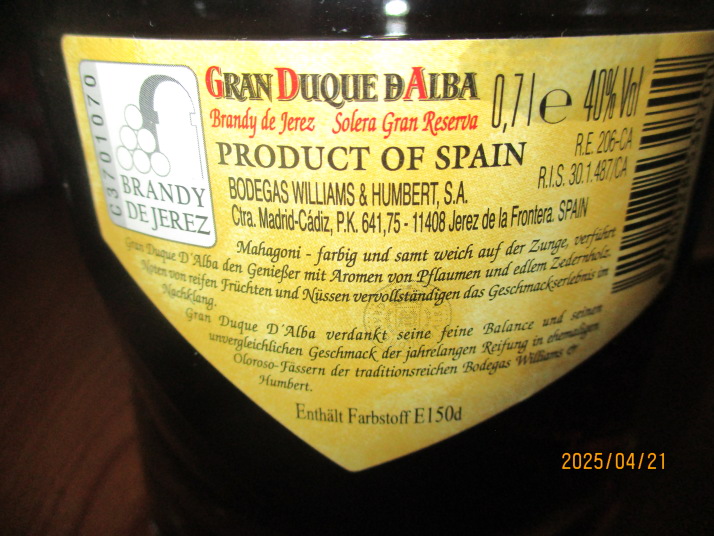 C3701070
BRANDY
DE JEREZ
GRAN DUQUE D ALBA
Brandy de Jerez Solera Gran Reserva
0,7 l e 40% Vol
PRODUCT OF SPAIN
R.E. 206-CA
R.I.S. 30.1.487/CA
BODEGAS WILLIAMS & HUMBERT, S.A.
Ctra. Madrid-Cádiz, P.K. 641,75 - 11408 Jerez de la Frontera. SPAIN
Mahagoni - farbig und samt weich auf der Zunge, verführt
Gran Duque D´Alba den Genießer mit Aromen von Pflaumen und edlem Zedernholz.
Noten von reifen Früchten und Nüssen vervollständigen das Geschmackserlebnis im
Nachklang.
Gran Duque D´Alba verdankt seine feine Balance und seinen
unvergleichlichen Geschmack der jahrelangen Reifung in ehemaligen
Oloroso-Fässern der traditionsreichen Bodegas Williams &
Humbert.
Enthält Farbstoff E150d
2025/04/21